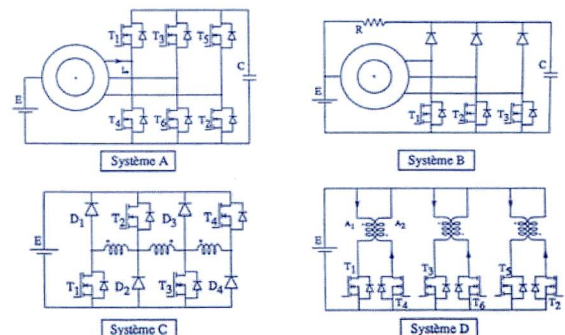 T1 T3 T5
Ia
C
E
T4 T6 T2
Système A
R
C
E
T1 T2 T3
Système B
D1 T2 D3 T4
E
T1 D2 T3 D4
Système C
A1 A2
E
T1 T3 T5
T4 T6 T2
Système D